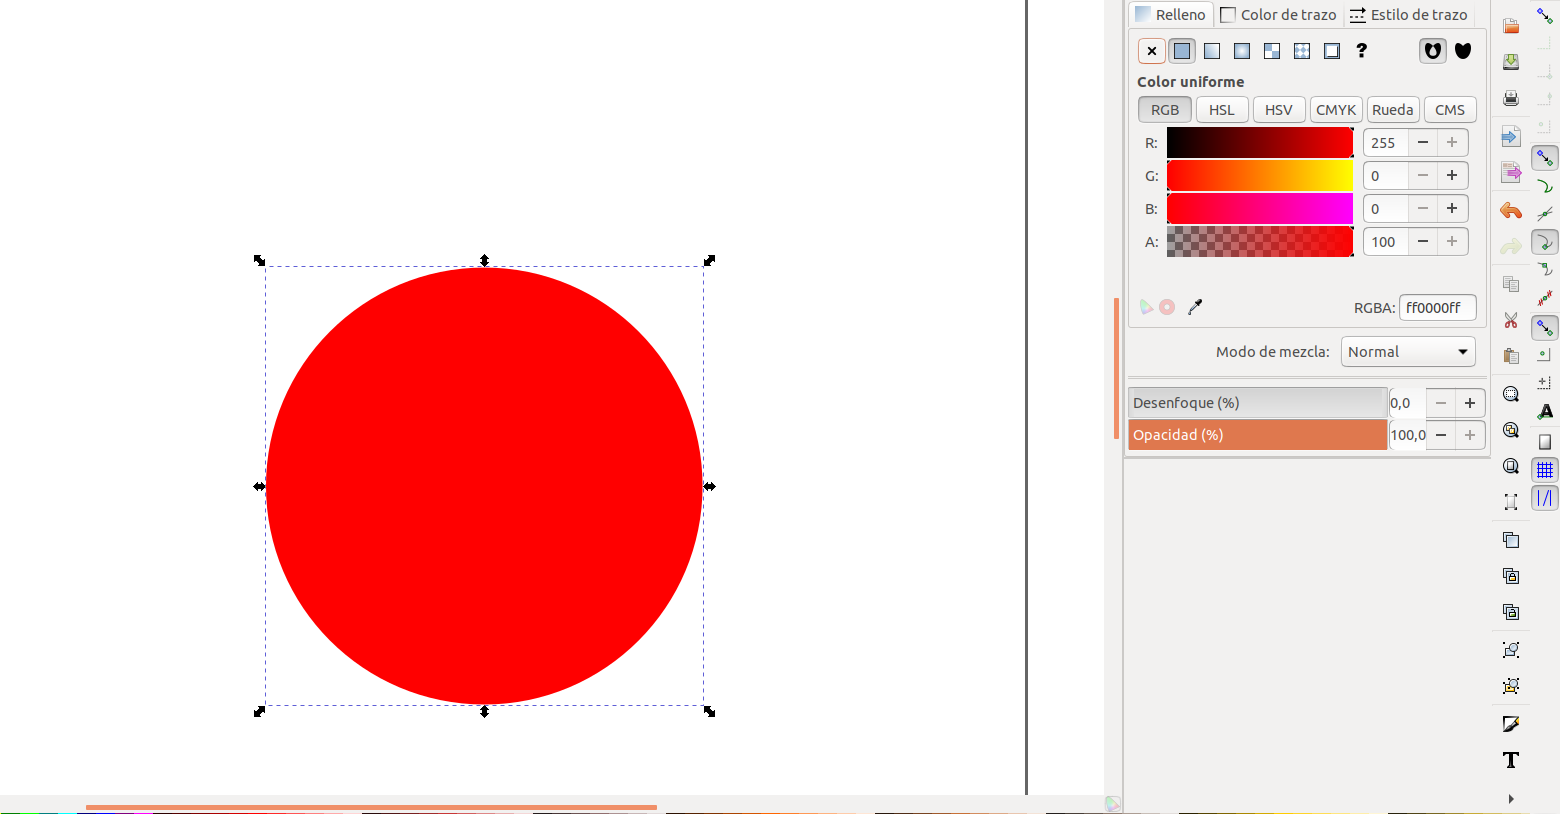 Relleno Color de trazo Estilo de trazo
?
Color uniforme
RGB HSL HSV CMYK Rueda CMS
R: 255
G: 0
B: 0
A: 100
RGBA: ff0000ff
Modo de mezcla: Normal
Desenfoque (%) 0,0
Opacidad (%) 100,0